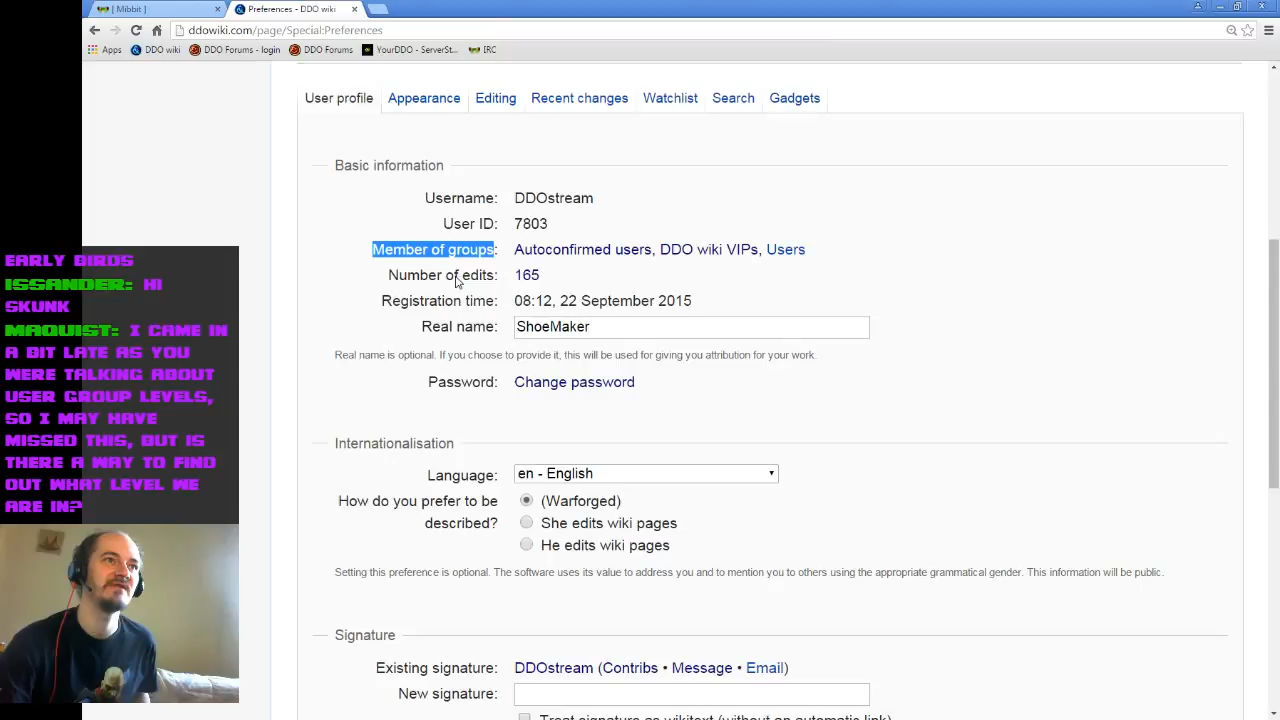 [ Mibbit ]
Preferences - DDO wiki
ddowiki.com/page/Special:Preferences
Apps DDO wiki DDO Forums - login DDO Forums YourDDO - ServerSt... IRC
User profile Appearance Editing Recent changes Watchlist Search Gadgets
Basic information
Username: DDOstream
User ID: 7803
Member of groups: Autoconfirmed users, DDO wiki VIPs, Users
Number of edits: 165
Registration time: 08:12, 22 September 2015
Real name: ShoeMaker
Real name is optional. If you choose to provide it, this will be used for giving you attribution for your work.
Password: Change password
Internationalisation
Language: en - English
How do you prefer to be described? (Warforged)
She edits wiki pages
He edits wiki pages
Setting this preference is optional. The software uses its value to address you and to mention you to others using the appropriate grammatical gender. This information will be public.
Signature
Existing signature: DDOstream (Contribs • Message • Email)
New signature:
Treat signature as wikitext (without an automatic link)
EARLY BIRDS
ISSANDER: HI
SKUNK
MAQUIST: I CAME IN
A BIT LATE AS YOU
WERE TALKING ABOUT
USER GROUP LEVELS,
SO I MAY HAVE
MISSED THIS, BUT IS
THERE A WAY TO FIND
OUT WHAT LEVEL WE
ARE IN?